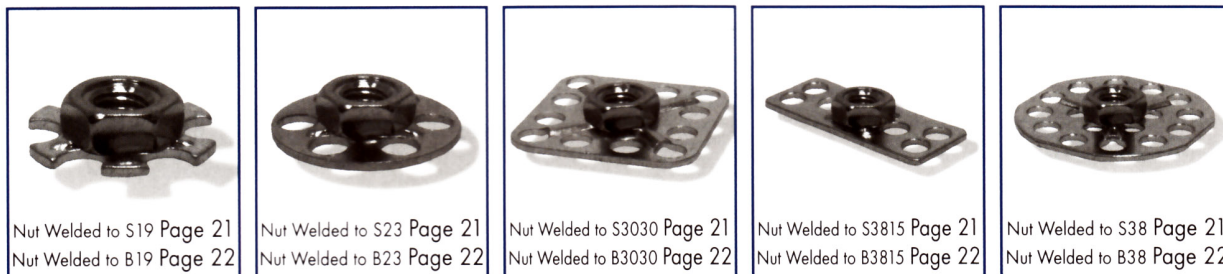 Nut Welded to S19 Page 21
Nut Welded to B19 Page 22
Nut Welded to S23 Page 21
Nut Welded to B23 Page 22
Nut Welded to S3030 Page 21
Nut Welded to B3030 Page 22
Nut Welded to S3815 Page 21
Nut Welded to B3815 Page 22
Nut Welded to S38 Page 21
Nut Welded to B38 Page 22